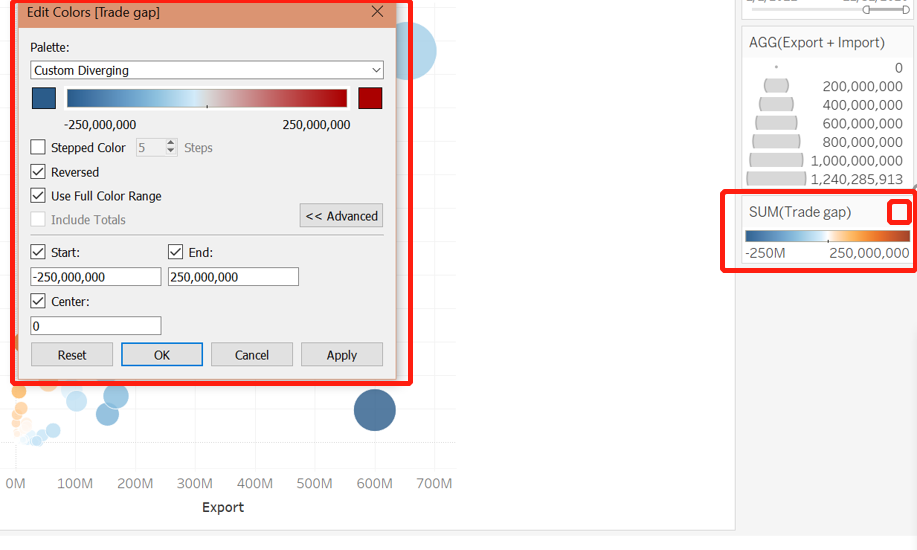 Edit Colors [Trade gap]
Palette:
Custom Diverging
-250,000,000 250,000,000
Stepped Color 5 Steps
Reversed
Use Full Color Range
Include Totals
<< Advanced
Start: End:
-250,000,000 250,000,000
Center:
0
Reset OK Cancel Apply
0M 100M 200M 300M 400M 500M 600M 700M
Export
AGG(Export + Import)
0
200,000,000
400,000,000
600,000,000
800,000,000
1,000,000,000
1,240,285,913
SUM(Trade gap)
-250M 250,000,000